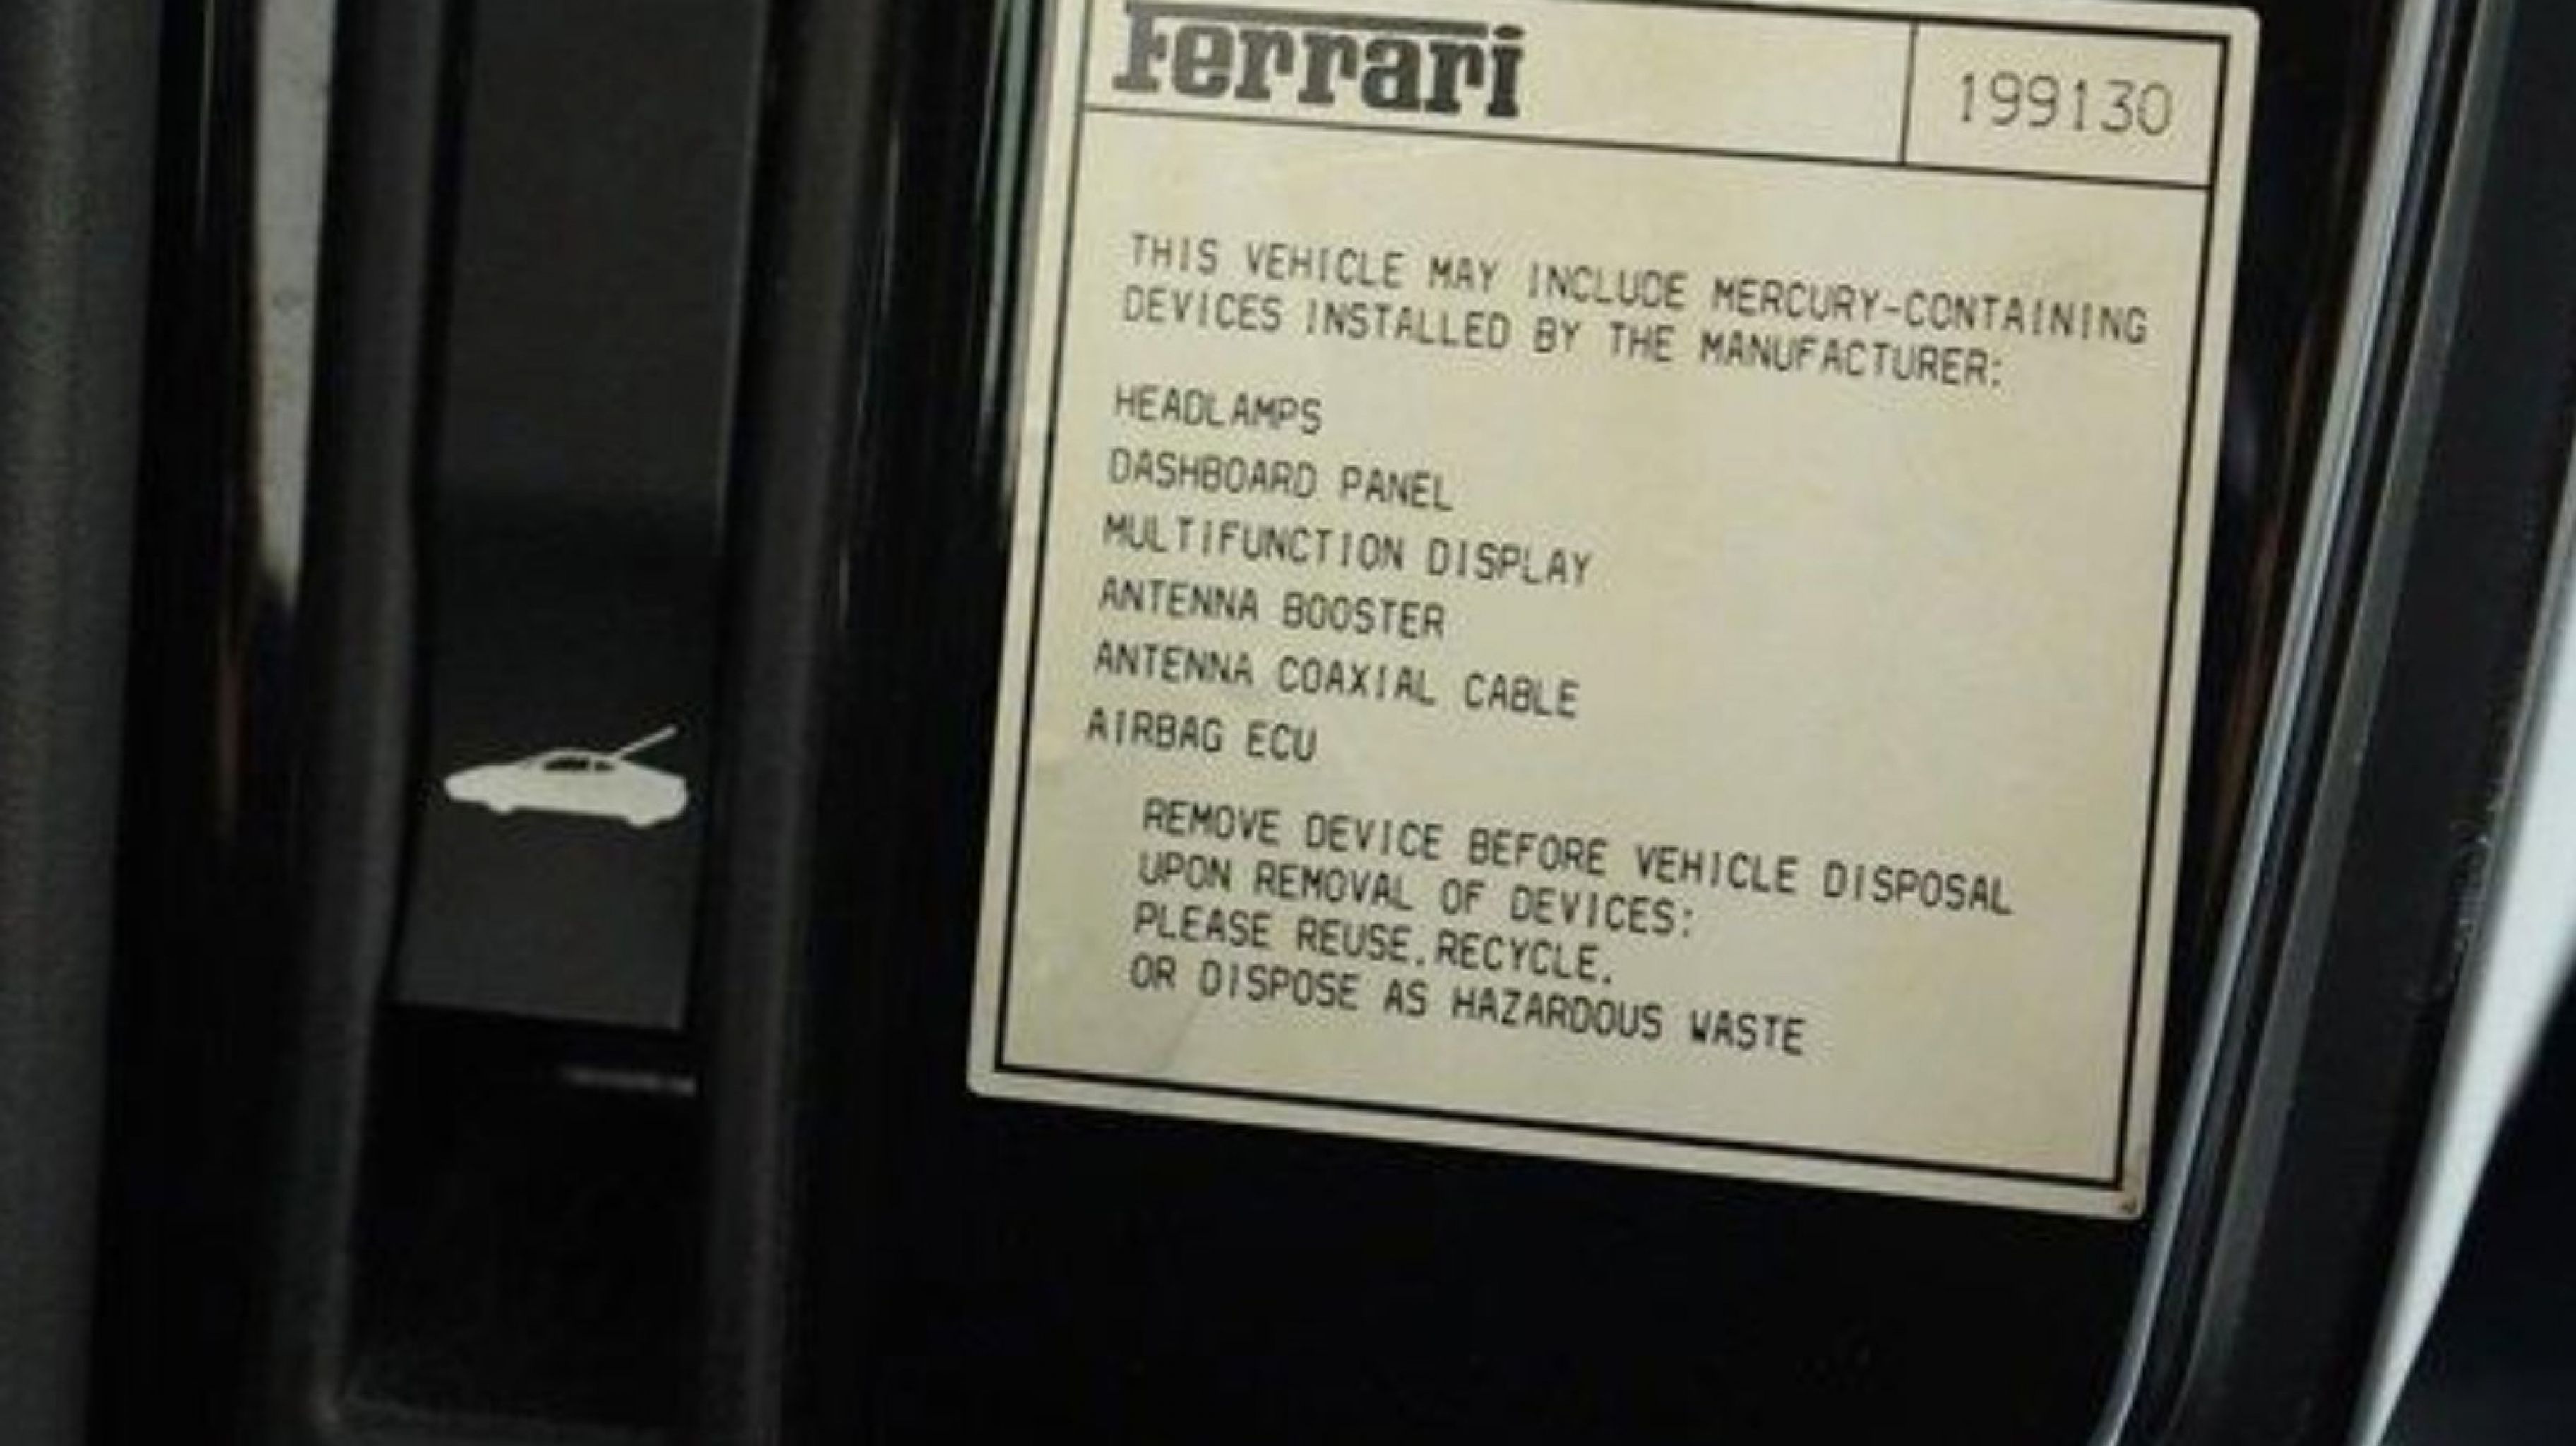 Ferrari 199130
THIS VEHICLE MAY INCLUDE MERCURY-CONTAINING
DEVICES INSTALLED BY THE MANUFACTURER:
HEADLAMPS
DASHBOARD PANEL
MULTIFUNCTION DISPLAY
ANTENNA BOOSTER
ANTENNA COAXIAL CABLE
AIRBAG ECU
REMOVE DEVICE BEFORE VEHICLE DISPOSAL
UPON REMOVAL OF DEVICES:
PLEASE REUSE,RECYCLE,
OR DISPOSE AS HAZARDOUS WASTE